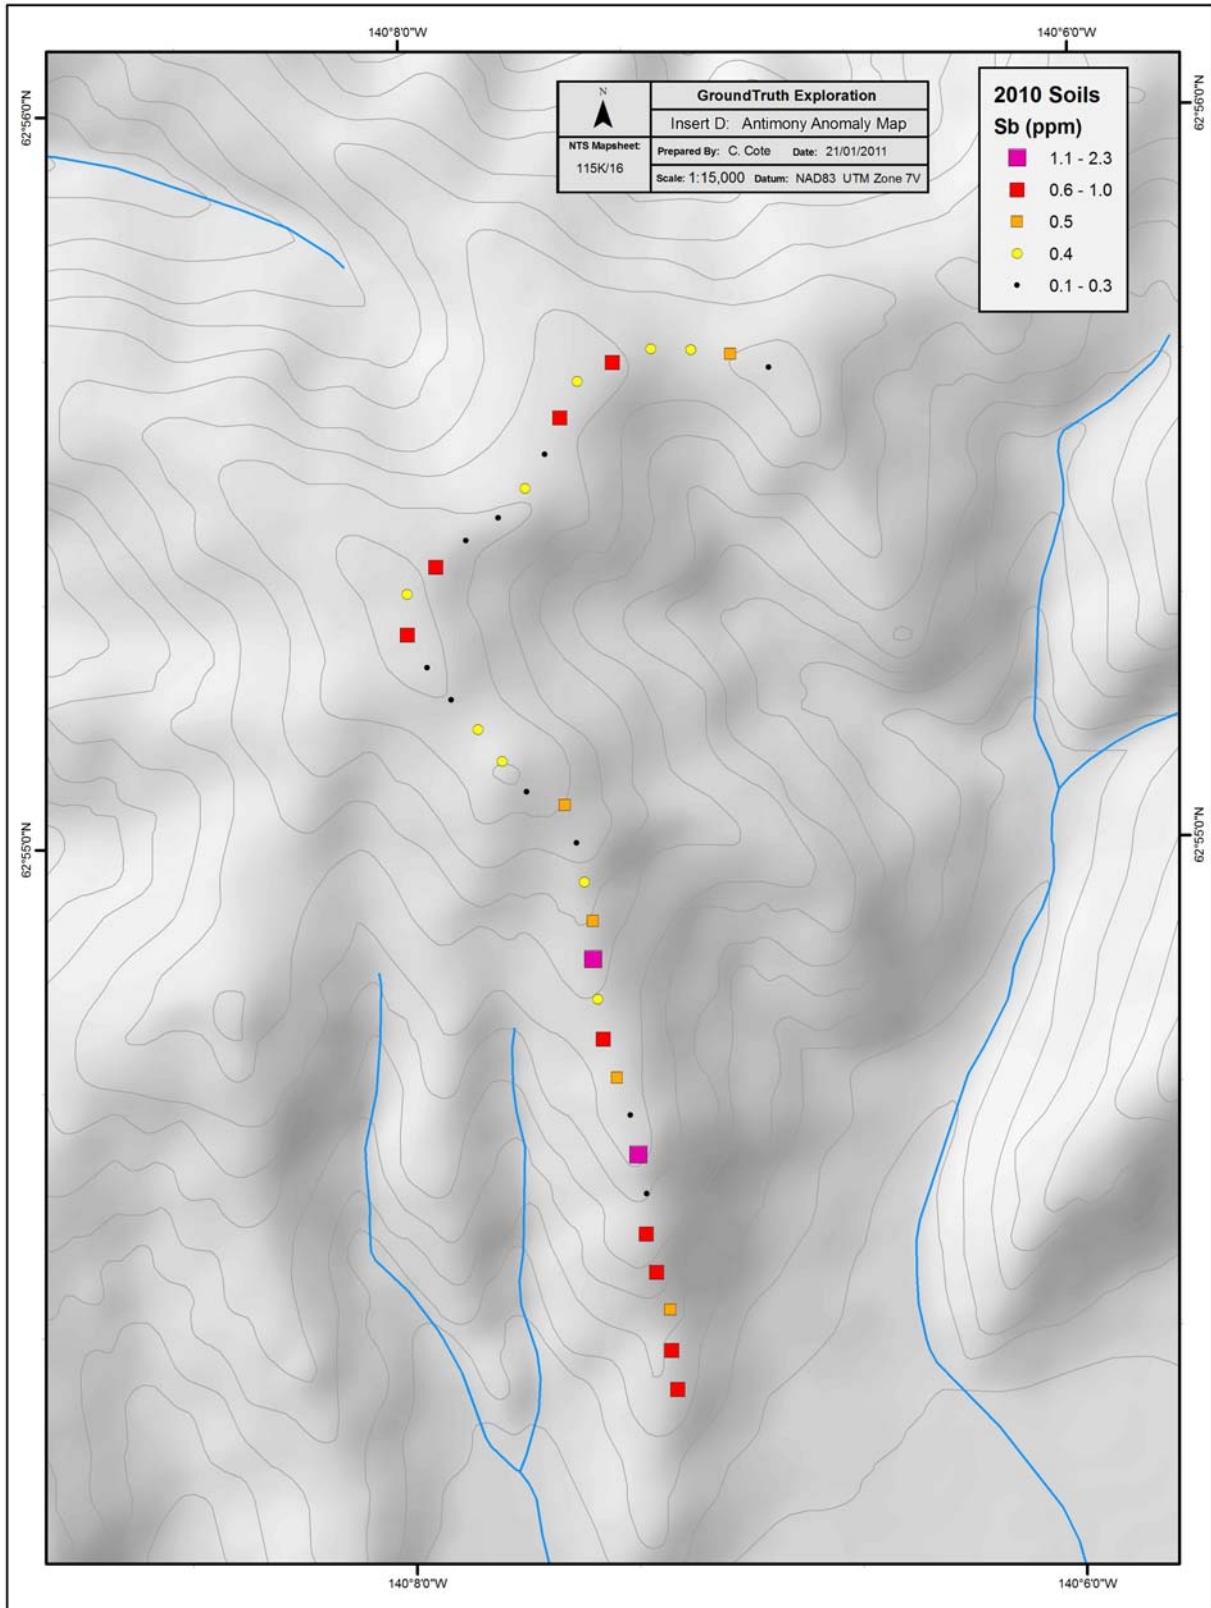 140°8'0"W
140°6'0"W
62°56'0"N
62°56'0"N
N
NTS Mapsheet:
115K/16
GroundTruth Exploration
Insert D: Antimony Anomaly Map
Prepared By: C. Cote Date: 21/01/2011
Scale: 1:15,000 Datum: NAD83 UTM Zone 7V
2010 Soils
Sb (ppm)
1.1 - 2.3
0.6 - 1.0
0.5
0.4
0.1 - 0.3
62°55'0"N
62°55'0"N
140°8'0"W
140°6'0"W